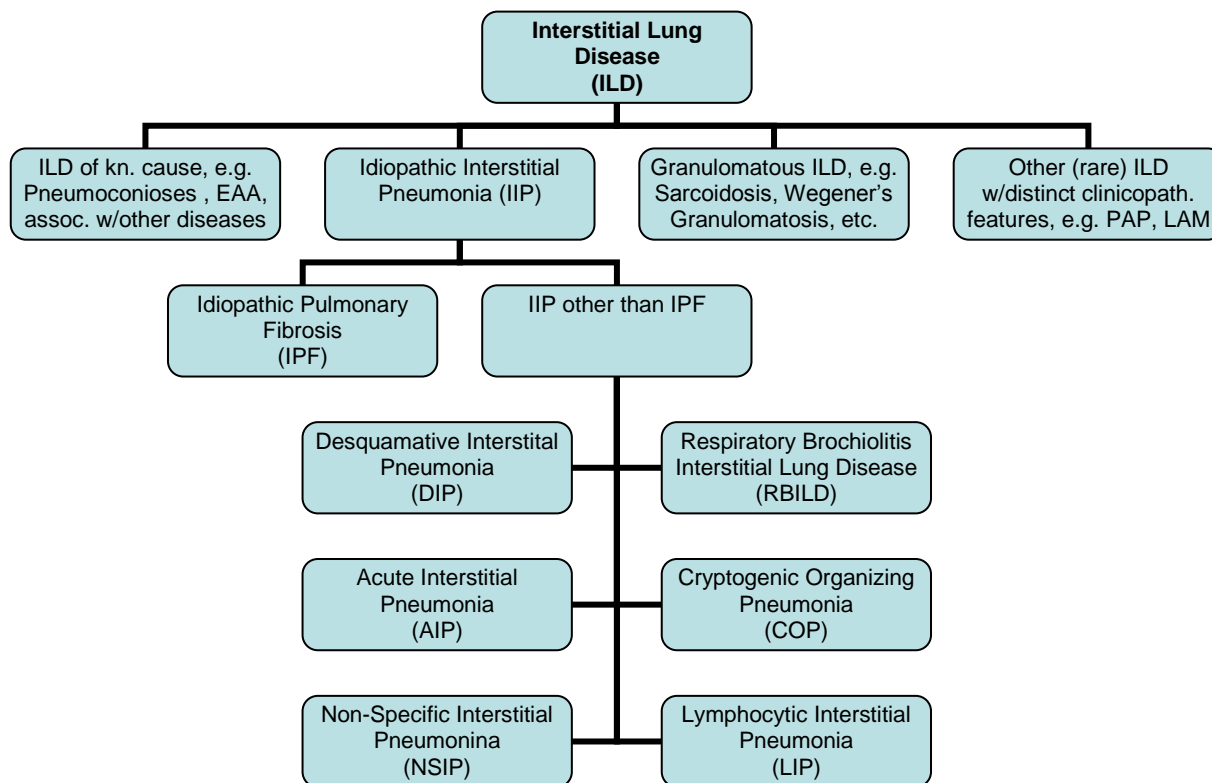 Interstitial Lung
Disease
(ILD)
ILD of kn. cause, e.g.
Pneumoconioses , EAA,
assoc. w/other diseases
Idiopathic Interstitial
Pneumonia (IIP)
Granulomatous ILD, e.g.
Sarcoidosis, Wegener's
Granulomatosis, etc.
Other (rare) ILD
w/distinct clinicopath.
features, e.g. PAP, LAM
Idiopathic Pulmonary
Fibrosis
(IPF)
IIP other than IPF
Desquamative Interstital
Pneumonia
(DIP)
Respiratory Brochiolitis
Interstitial Lung Disease
(RBILD)
Acute Interstitial
Pneumonia
(AIP)
Cryptogenic Organizing
Pneumonia
(COP)
Non-Specific Interstitial
Pneumonina
(NSIP)
Lymphocytic Interstitial
Pneumonia
(LIP)